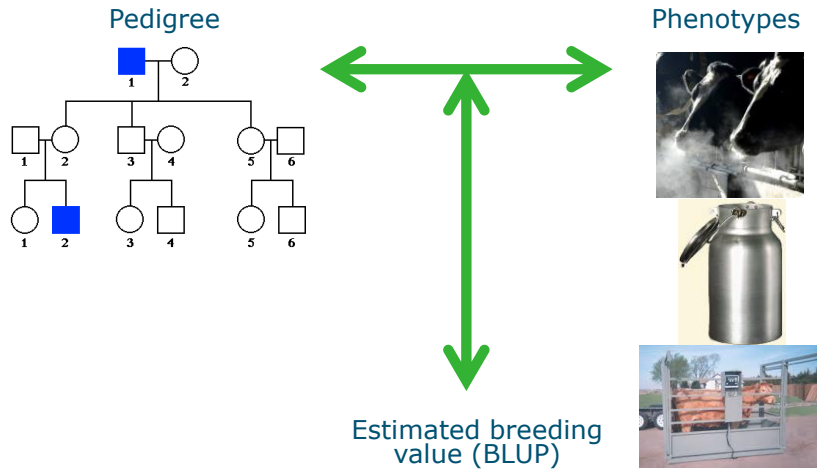 Pedigree
Phenotypes
1 2
1 2 3 4 5 6
1 2 3 4 5 6
Estimated breeding
value (BLUP)